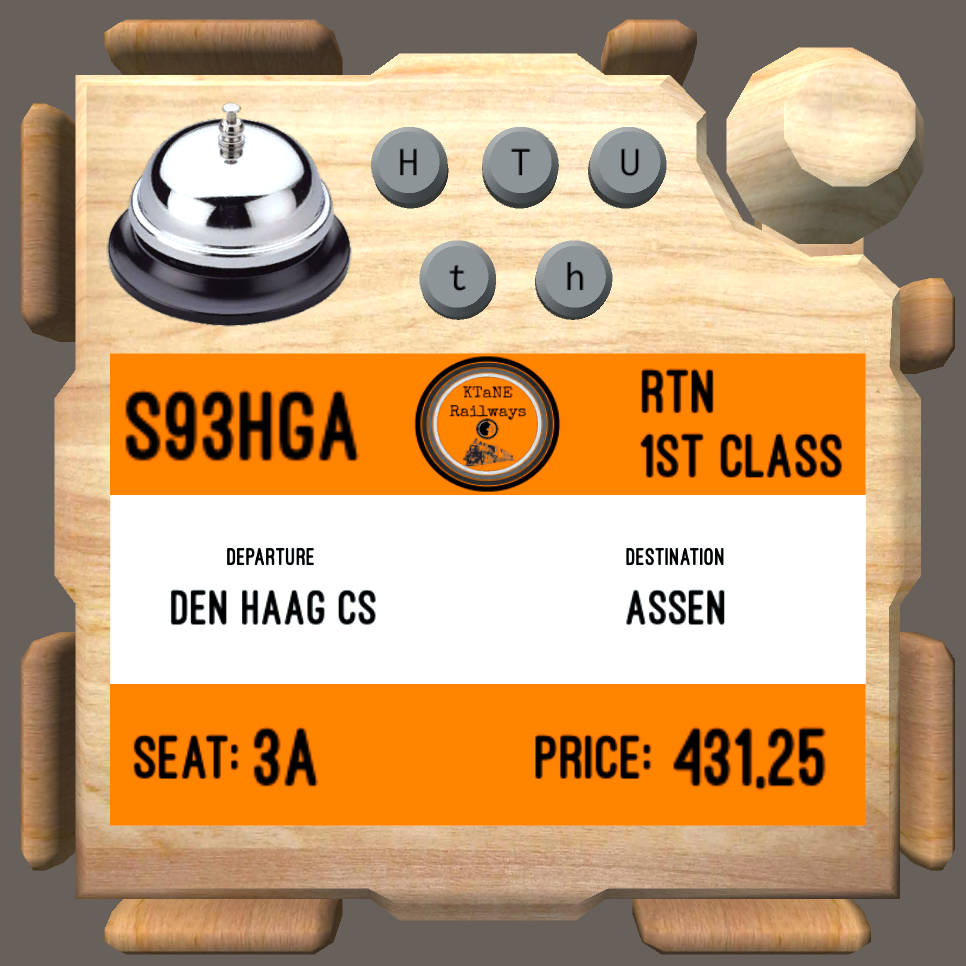 H T U
t h
S93HGA
KTaNE
Railways
RTN
1ST CLASS
DEPARTURE
DEN HAAG CS
DESTINATION
ASSEN
SEAT: 3A
PRICE: 431.25